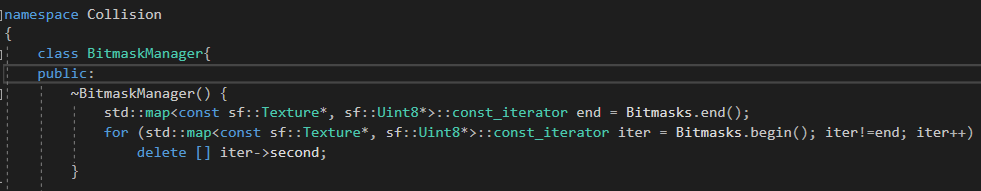 namespace Collision
{
class BitmaskManager{
public:
~BitmaskManager() {
std::map<const sf::Texture*, sf::Uint8*>::const_iterator end = Bitmasks.end();
for (std::map<const sf::Texture*, sf::Uint8*>::const_iterator iter = Bitmasks.begin(); iter!=end; iter++)
delete [] iter->second;
}